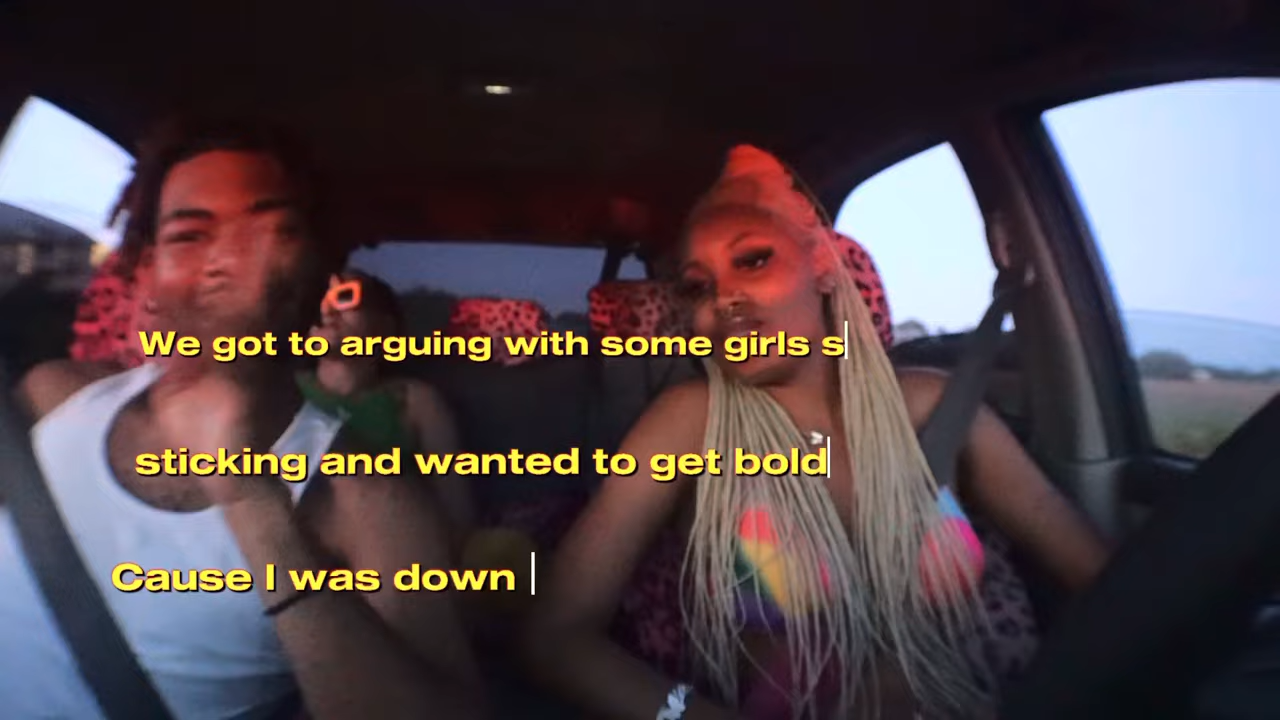 We got to arguing with some girls s
sticking and wanted to get bold
Cause I was down